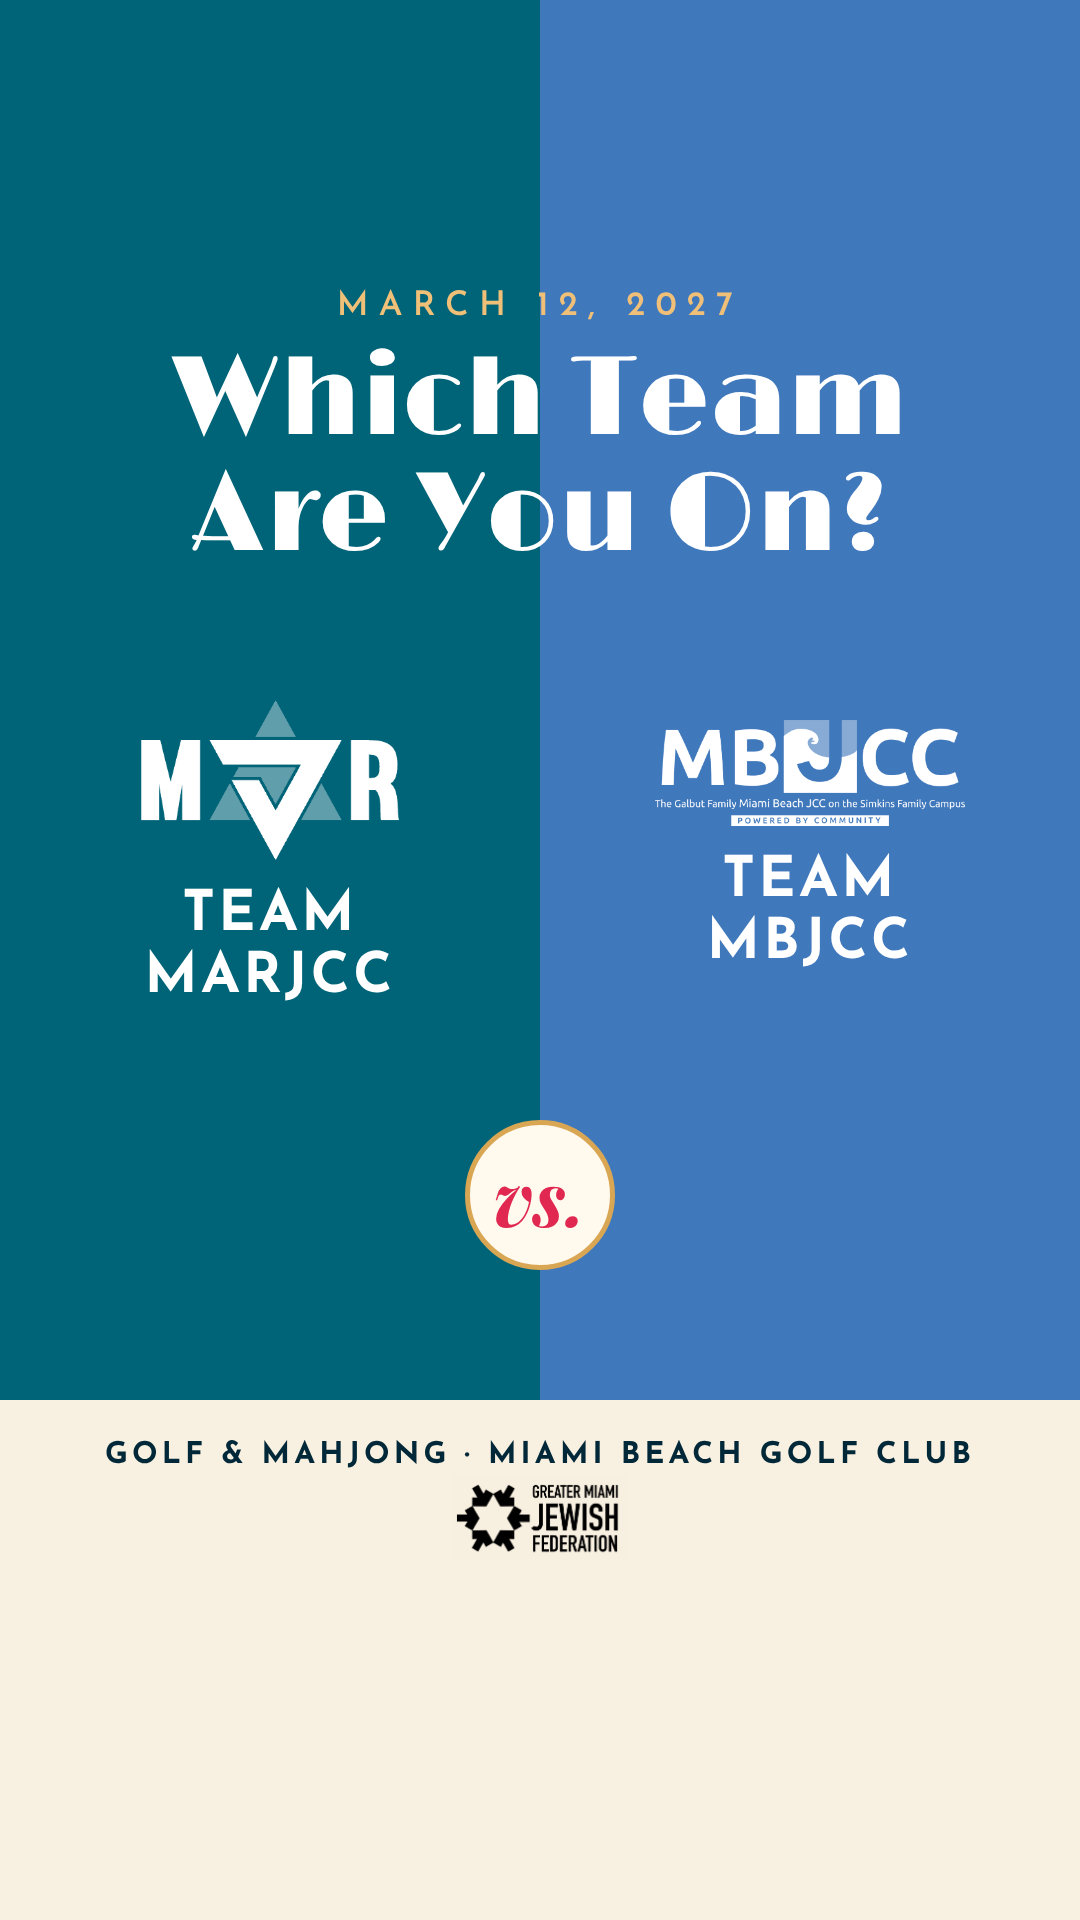 MARCH 12, 2027
Which Team
Are You On?
MR
TEAM
MARJCC
MBJCC
The Galbut Family Miami Beach JCC on the Simkins Family Campus
POWERED BY COMMUNITY
TEAM
MBJCC
vs.
GOLF & MAHJONG · MIAMI BEACH GOLF CLUB
GREATER MIAMI
JEWISH
FEDERATION